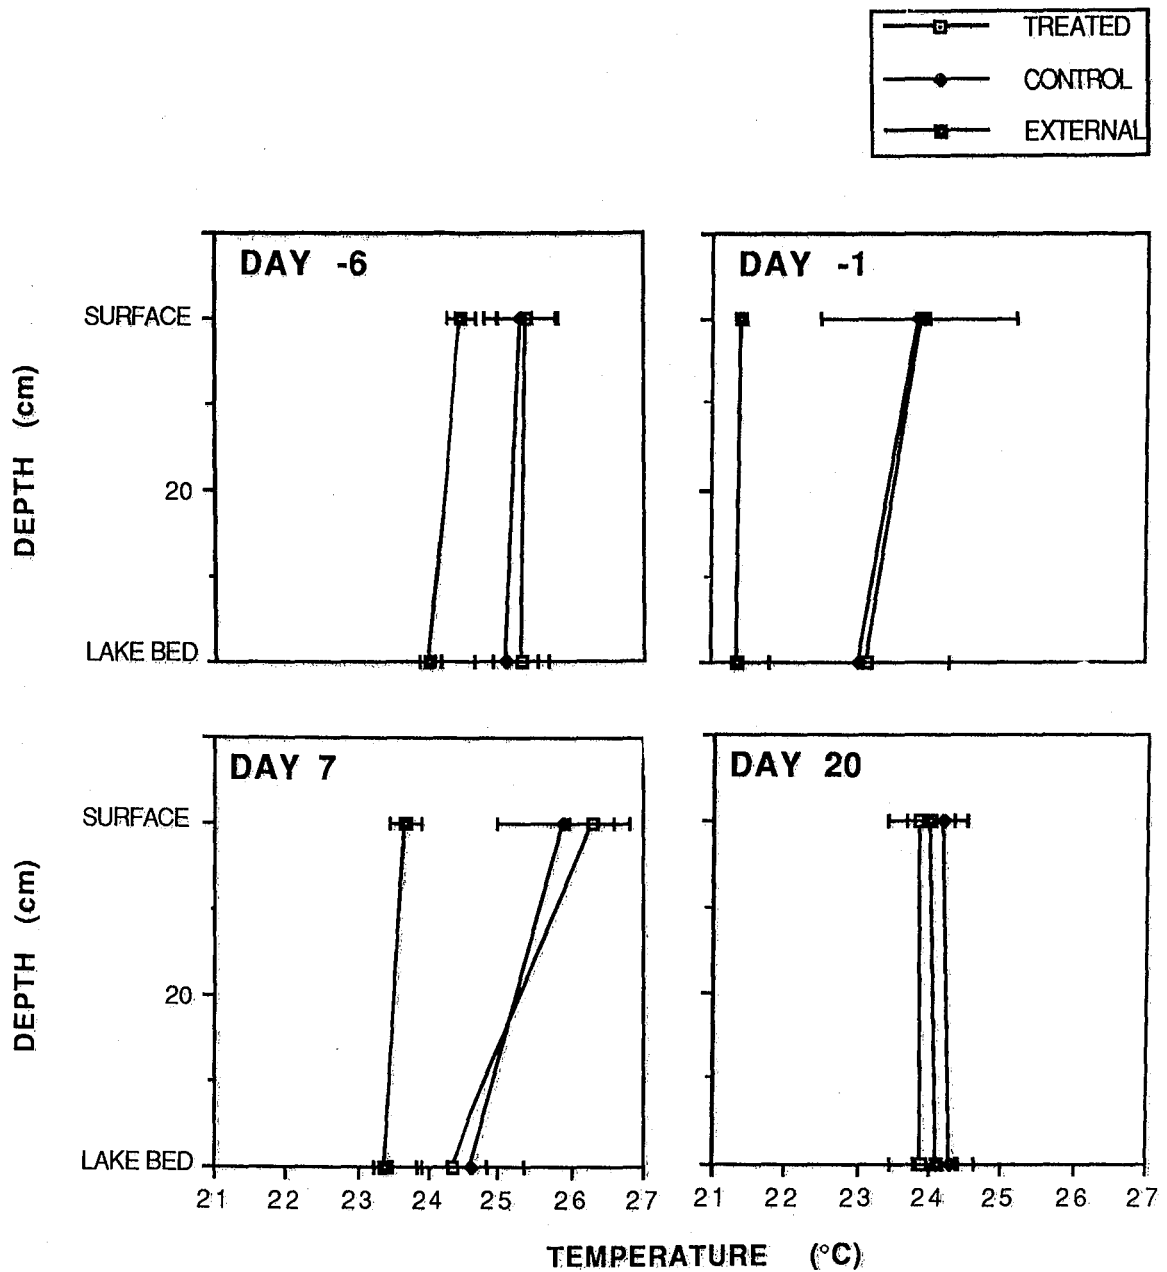 TREATED
CONTROL
EXTERNAL
DAY -6
DAY -1
SURFACE
20
LAKE BED
DEPTH (cm)
DAY 7
DAY 20
SURFACE
20
LAKE BED
DEPTH (cm)
21 22 23 24 25 26 27
21 23 24 25 26 27
TEMPERATURE (°C)